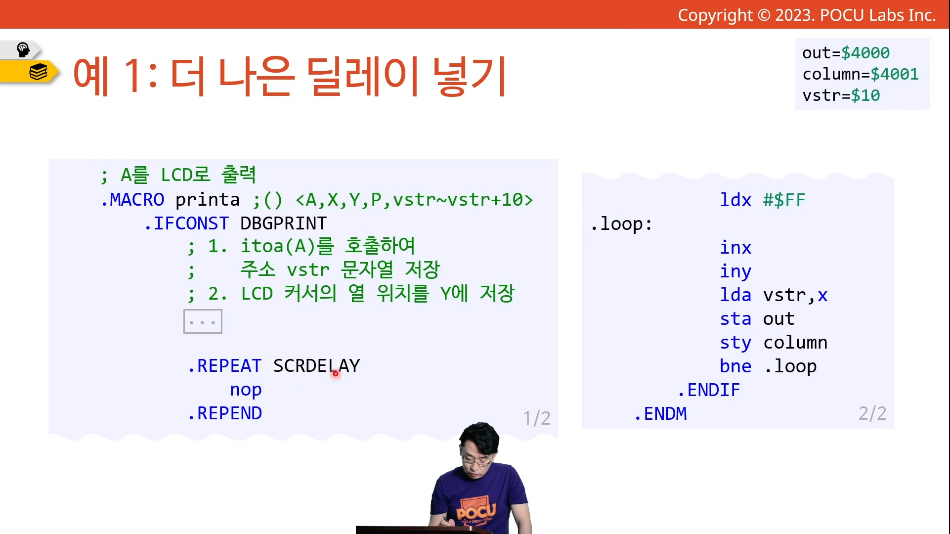 Copyright © 2023. POCU Labs Inc.
예 1: 더 나은 딜레이 넣기
out=$4000
column=$4001
vstr=$10
; A를 LCD로 출력
.MACRO printa ;() <A,X,Y,P,vstr~vstr+10>
.IFCONST DBGPRINT
; 1. itoa(A)를 호출하여
; 주소 vstr 문자열 저장
; 2. LCD 커서의 열 위치를 Y에 저장
...
.REPEAT SCRDELAY
nop
.REPEND
1/2
ldx #$FF
.loop:
inx
iny
lda vstr,x
sta out
sty column
bne .loop
.ENDIF
.ENDM
2/2
POCU